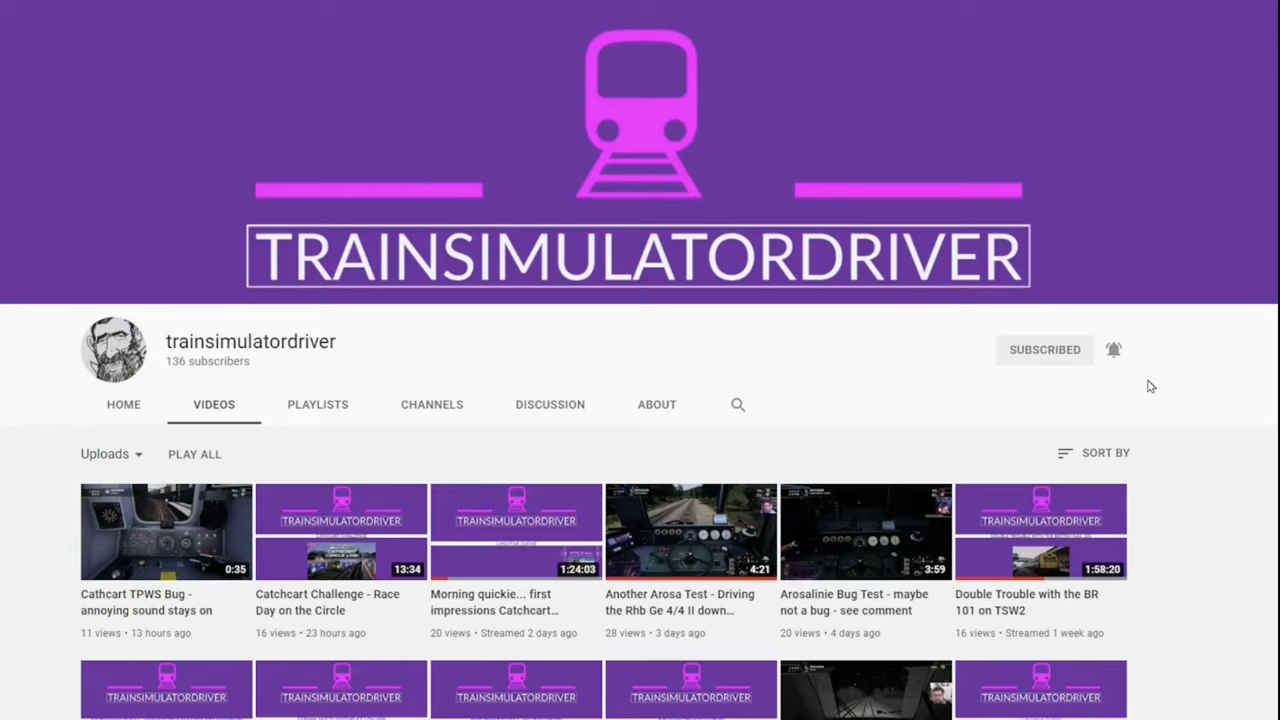 TRAINSIMULATORDRIVER
trainsimulatordriver
136 subscribers
SUBSCRIBED
HOME
VIDEOS
PLAYLISTS
CHANNELS
DISCUSSION
ABOUT
Uploads
PLAY ALL
SORT BY
0:35
Cathcart TPWS Bug -
annoying sound stays on
11 views • 13 hours ago
TRAINSIMULATORDRIVER
CATHCART CHALLENGE
13:34
Catchcart Challenge - Race
Day on the Circle
16 views • 23 hours ago
TRAINSIMULATORDRIVER
1:24:03
Morning quickie... first
impressions Catchcart...
20 views • Streamed 2 days ago
4:21
Another Arosa Test - Driving
the Rhb Ge 4/4 II down...
28 views • 3 days ago
3:59
Arosalinie Bug Test - maybe
not a bug - see comment
20 views • 4 days ago
TRAINSIMULATORDRIVER
1:58:20
Double Trouble with the BR
101 on TSW2
16 views • Streamed 1 week ago
TRAINSIMULATORDRIVER
TRAINSIMULATORDRIVER
TRAINSIMULATORDRIVER
TRAINSIMULATORDRIVER
TRAINSIMULATORDRIVER